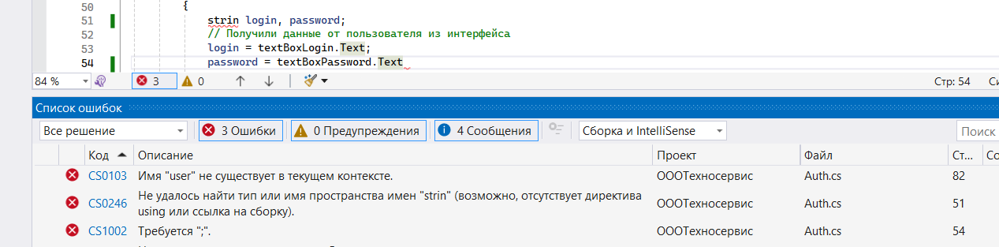 50 {
51 strin login, password;
52 // Получили данные от пользователя из интерфейса
53 login = textBoxLogin.Text;
54 password = textBoxPassword.Text
84 % 3 0 Стр: 54
Список ошибок
Все решение 3 Ошибки 0 Предупреждения 4 Сообщения Сборка и IntelliSense Поиск
Код Описание Проект Файл Ст... Со
CS0103 Имя "user" не существует в текущем контексте. ОООТехносервис Auth.cs 82
CS0246 Не удалось найти тип или имя пространства имен "strin" (возможно, отсутствует директива
using или ссылка на сборку). ОООТехносервис Auth.cs 51
CS1002 Требуется ";". ОООТехносервис Auth.cs 54